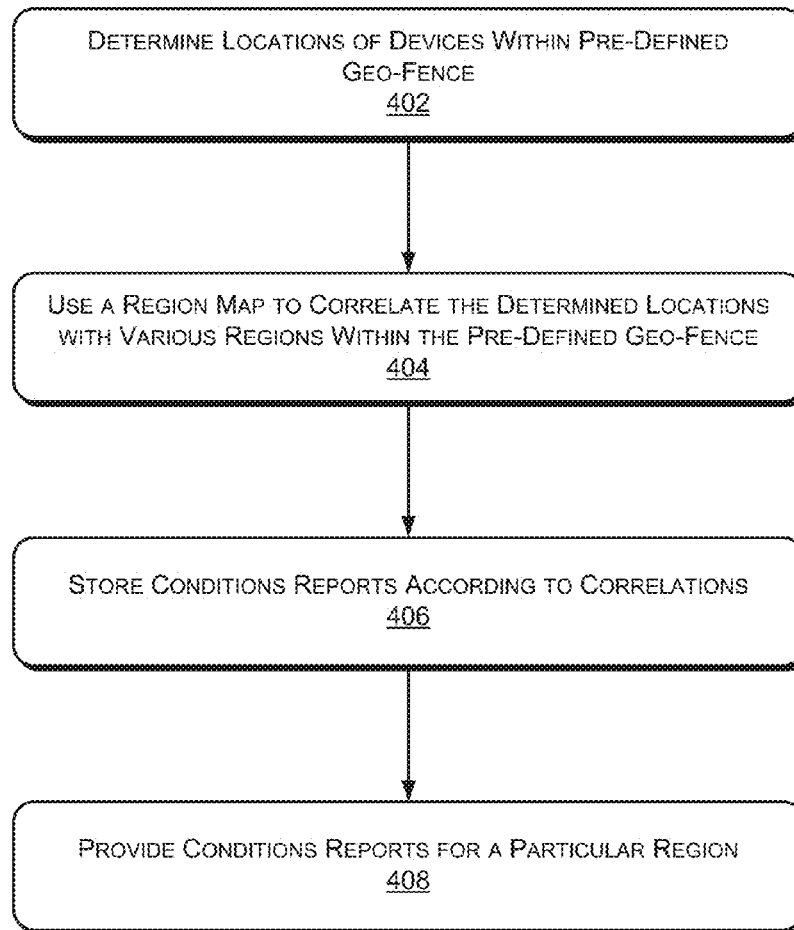 DETERMINE LOCATIONS OF DEVICES WITHIN PRE-DEFINED
GEO-FENCE
402
USE A REGION MAP TO CORRELATE THE DETERMINED LOCATIONS
WITH VARIOUS REGIONS WITHIN THE PRE-DEFINED GEO-FENCE
404
STORE CONDITIONS REPORTS ACCORDING TO CORRELATIONS
406
PROVIDE CONDITIONS REPORTS FOR A PARTICULAR REGION
408